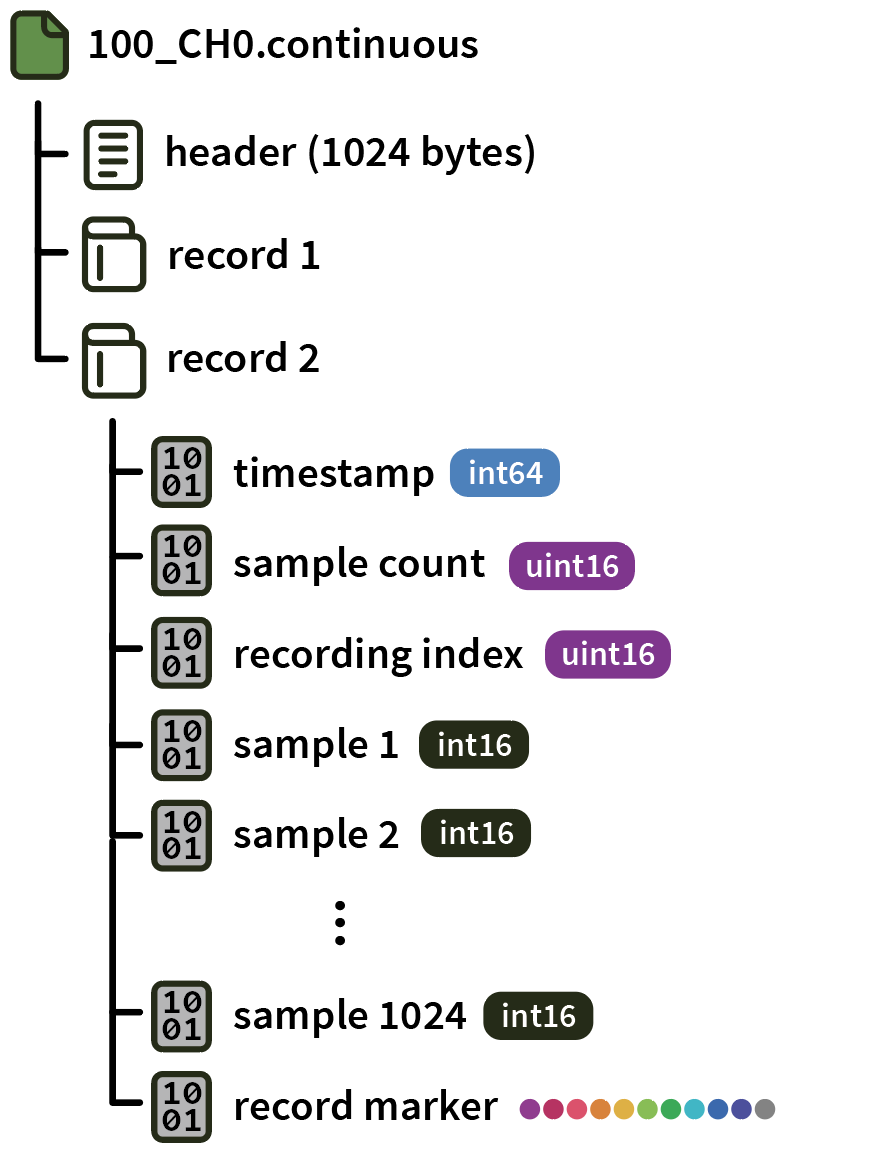 100_CH0.continuous
header (1024 bytes)
record 1
record 2
10
01
timestamp int64
10
01
sample count uint16
10
01
recording index uint16
10
01
sample 1 int16
10
01
sample 2 int16
10
01
sample 1024 int16
10
01
record marker